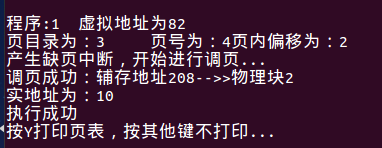 程序:1 虚拟地址为82
页目录为：3 页号为：4页内偏移为：2
产生缺页中断，开始进行调页...
调页成功：辅存地址208-->>物理块2
实地址为：10
执行成功
按Y打印页表，按其他键不打印...